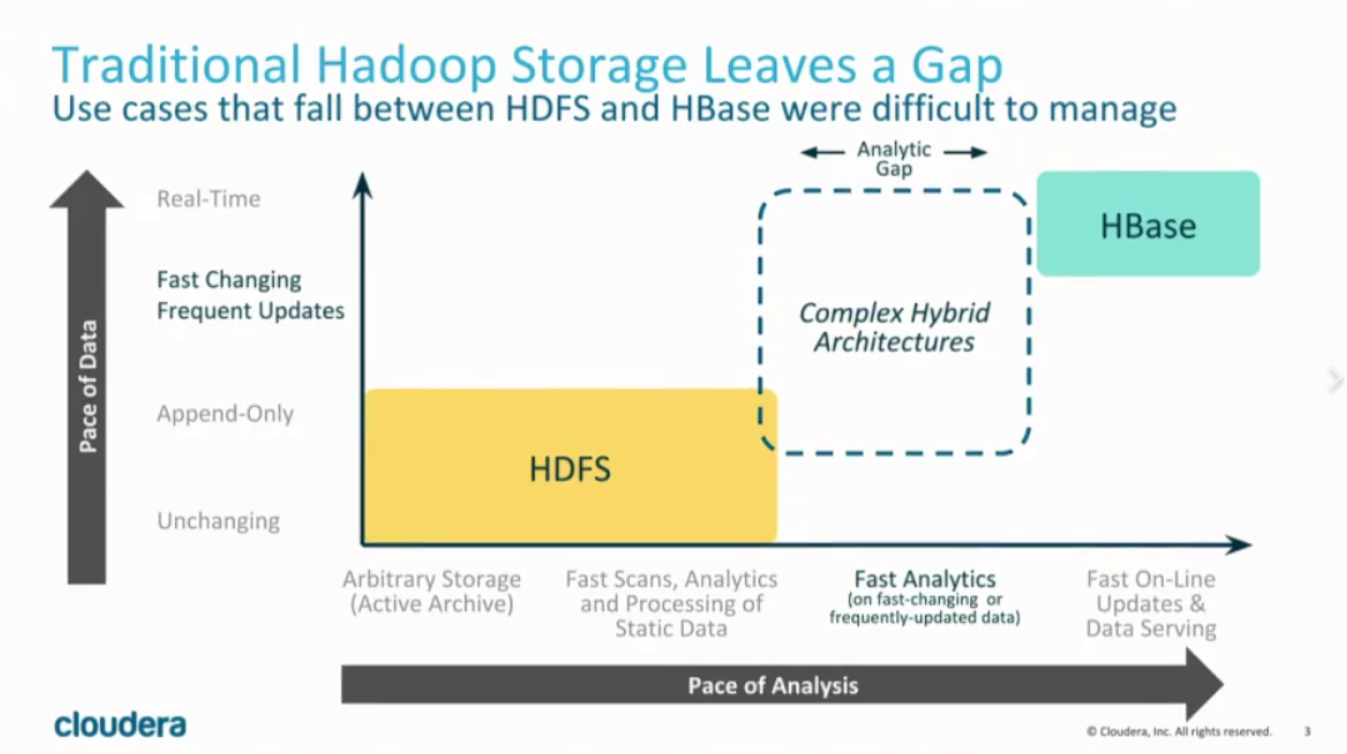 Traditional Hadoop Storage Leaves a Gap
Use cases that fall between HDFS and HBase were difficult to manage
Analytic
Gap
Pace of Data
Real-Time
Fast Changing
Frequent Updates
Append-Only
Unchanging
HBase
Complex Hybrid
Architectures
HDFS
Arbitrary Storage
(Active Archive)
Fast Scans, Analytics
and Processing of
Static Data
Fast Analytics
(on fast-changing or
frequently-updated data)
Fast On-Line
Updates &
Data Serving
Pace of Analysis
cloudera
© Cloudera, Inc. All rights reserved.
3